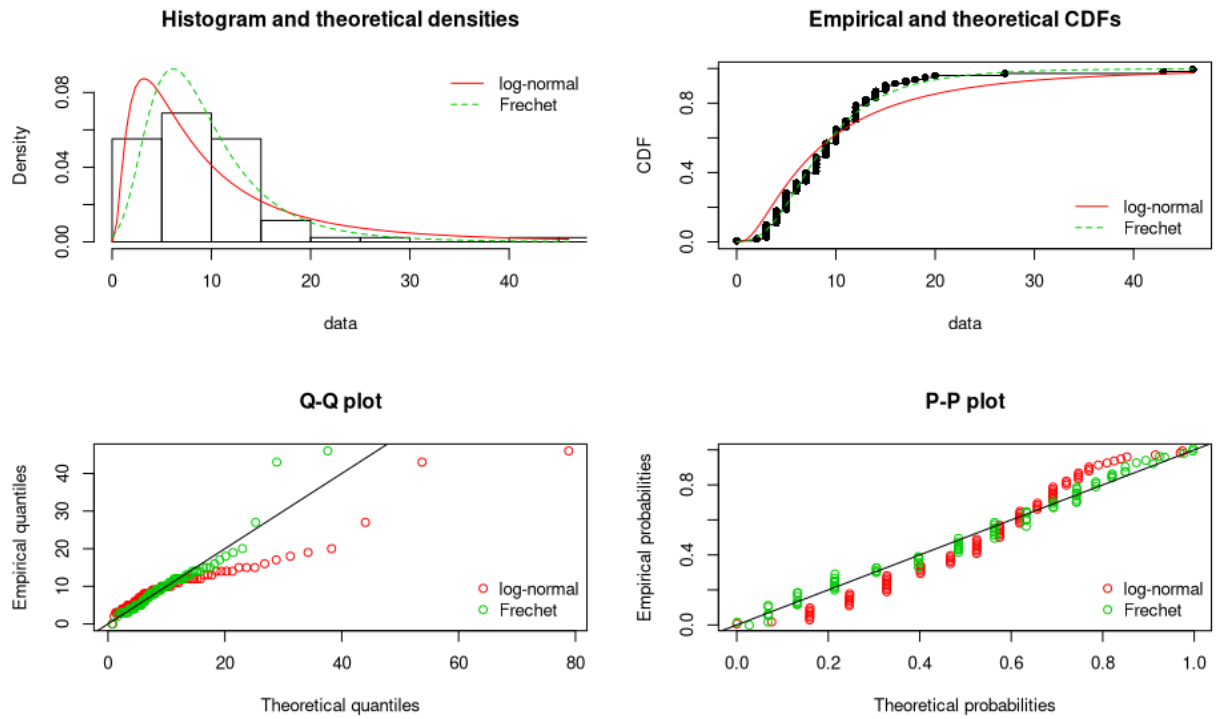 Histogram and theoretical densities
Density
0.00
0.04
0.08
log-normal
Frechet
0
10
20
30
40
data
Empirical and theoretical CDFs
CDF
0.0
0.4
0.8
log-normal
Frechet
0
10
20
30
40
data
Q-Q plot
Empirical quantiles
0
10
20
30
40
log-normal
Frechet
0
20
40
60
80
Theoretical quantiles
P-P plot
Empirical probabilities
0.0
0.4
0.8
log-normal
Frechet
0.0
0.2
0.4
0.6
0.8
1.0
Theoretical probabilities